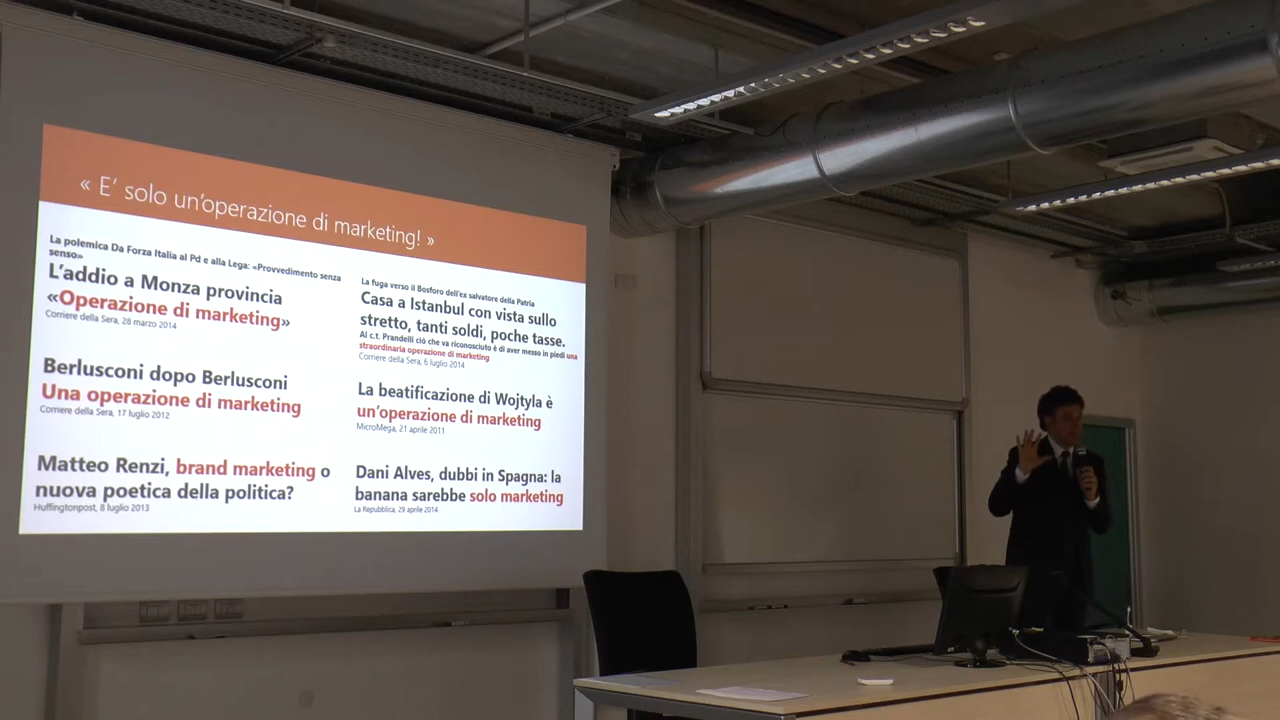 « E' solo un'operazione di marketing! »
La polemica Da Forza Italia al Pd e alla Lega: «Provvedimento senza
senso»
L'addio a Monza provincia
«Operazione di marketing»
Corriere della Sera, 28 marzo 2014
Berlusconi dopo Berlusconi
Una operazione di marketing
Corriere della Sera, 17 luglio 2012
Matteo Renzi, brand marketing o
nuova poetica della politica?
Huffingtonpost, 8 luglio 2013
La fuga verso il Bosforo dell'ex salvatore della Patria
Casa a Istanbul con vista sullo
stretto, tanti soldi, poche tasse.
Al c.t. Prandelli ciò che va riconosciuto è di aver messo in piedi una
straordinaria operazione di marketing
Corriere della Sera, 6 luglio 2014
La beatificazione di Wojtyla è
un'operazione di marketing
MicroMega, 21 aprile 2011
Dani Alves, dubbi in Spagna: la
banana sarebbe solo marketing
La Repubblica, 29 aprile 2014